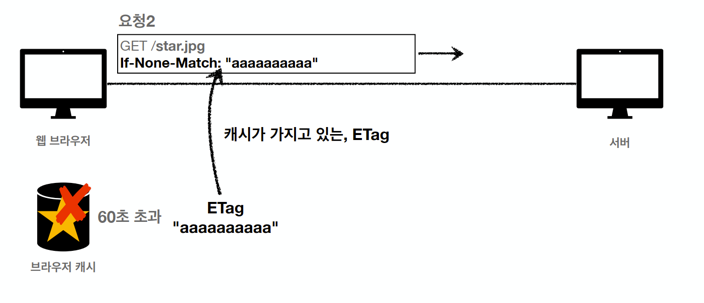 요청2
GET /star.jpg
If-None-Match: "aaaaaaaaaa"
웹 브라우저
서버
캐시가 가지고 있는, ETag
60초 초과
ETag
"aaaaaaaaaa"
브라우저 캐시